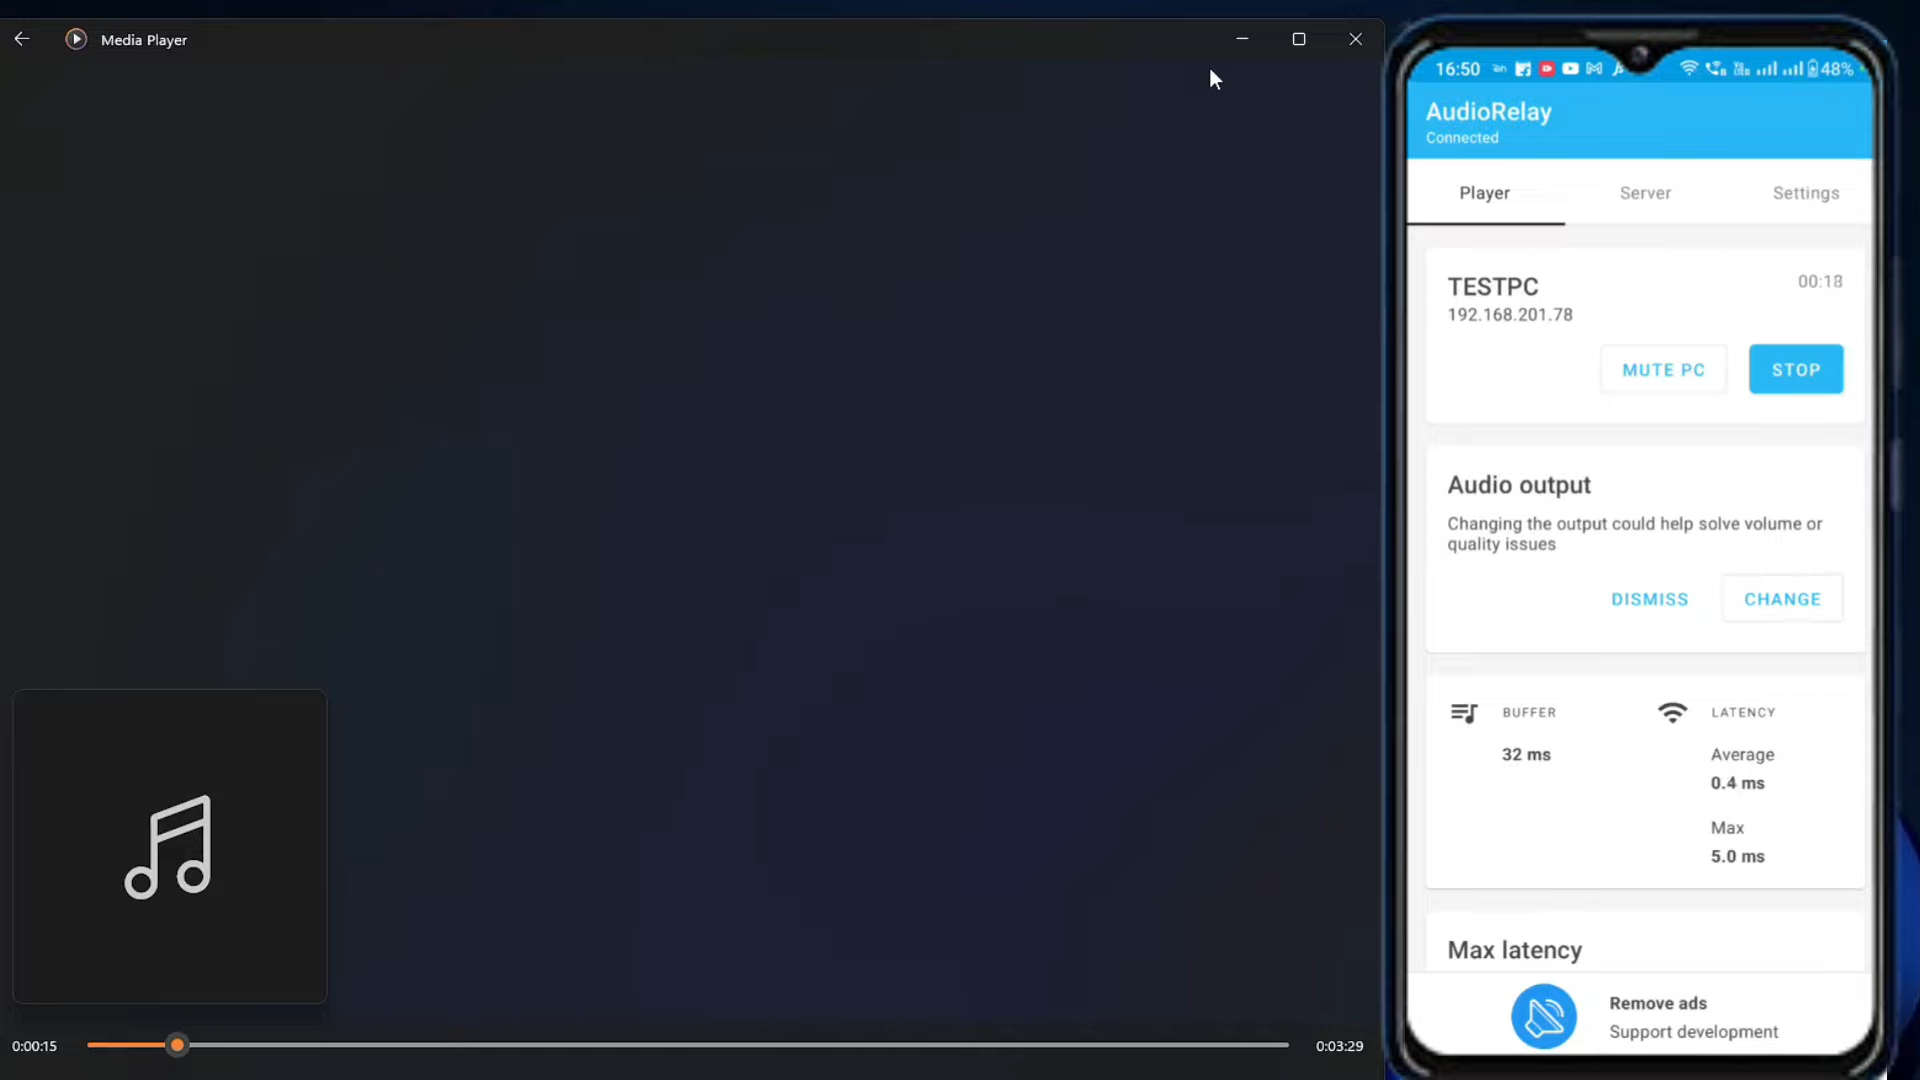 Media Player
0:00:15
0:03:29
16:50
48%
AudioRelay
Connected
Player
Server
Settings
TESTPC
192.168.201.78
MUTE PC
STOP
Audio output
Changing the output could help solve volume or
quality issues
DISMISS
CHANGE
BUFFER
32 ms
LATENCY
Average
0.4 ms
Max
5.0 ms
Max latency
Remove ads
Support development